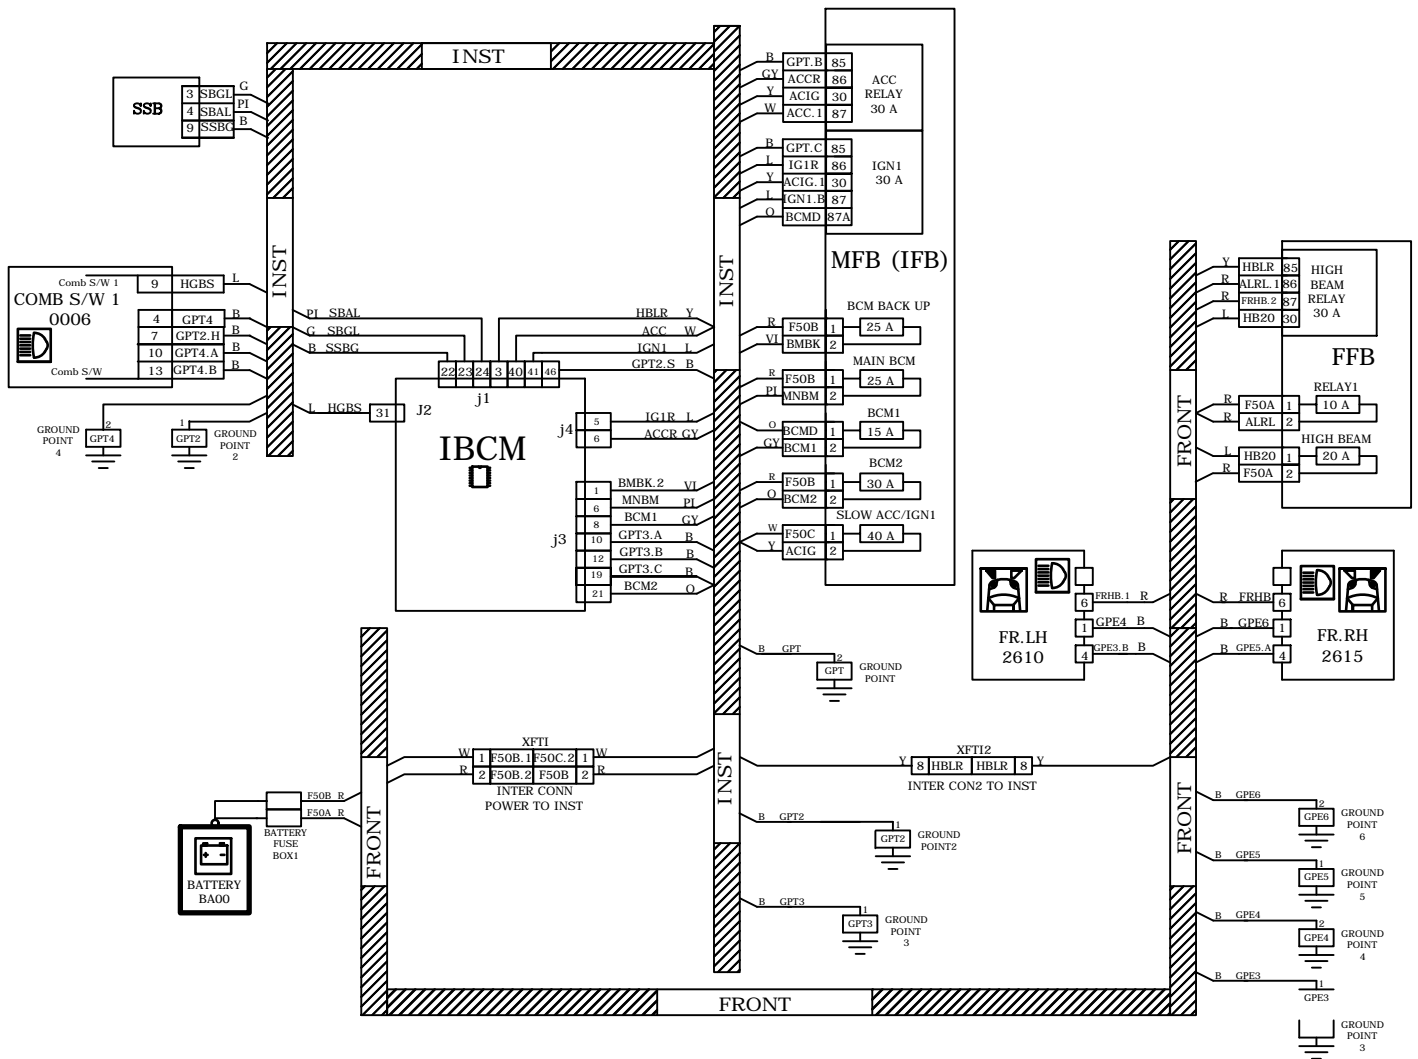 INST
SSB
3 SBGL G
4 SBAL PI
9 SSBG B
INST
Comb S/W 1
COMB S/W 1
0006
Comb S/W
9 HGBS L
4 GPT4 B
7 GPT2.H B
10 GPT4.A B
13 GPT4.B B
GROUND
POINT
4
2
GPT4
1
GPT2
GROUND
POINT
2
PI SBAL
G SBGL
B SSBG
L HGBS 31 J2
HBLR Y
ACC W
IGN1 L
GPT2.S B
22 23 24 3 40 41 46
j1
IBCM
j4
5 IG1R L
6 ACCR GY
j3
1 BMBK.2 VI
6 MNBM PI
8 BCM1 GY
10 GPT3.A B
12 GPT3.B B
19 GPT3.C B
21 BCM2 O
INST
B GPT.B 85
GY ACCR 86
Y ACIG 30
W ACC.1 87
ACC
RELAY
30 A
B GPT.C 85
L IG1R 86
Y ACIG.1 30
L IGN1.B 87
O BCMD 87A
IGN1
30 A
MFB (IFB)
BCM BACK UP
R F50B 1 25 A
VI BMBK 2
MAIN BCM
R F50B 1 25 A
PI MNBM 2
BCM1
O BCMD 1 15 A
GY BCM1 2
BCM2
R F50B 1 30 A
O BCM2 2
SLOW ACC/IGN1
W F50C 1 40 A
Y ACIG 2
FRONT
Y HBLR 85
R ALRL.1 86
R FRHB.2 87
L HB20 30
HIGH
BEAM
RELAY
30 A
FFB
RELAY1
R F50A 1 10 A
R ALRL 2
HIGH BEAM
L HB20 1 20 A
R F50A 2
FR.LH
2610
6 FRHB.1 R
1 GPE4 B
4 GPE3.B B
R FRHB 6
B GPE6 1
B GPE5.A 4
FR.RH
2615
B GPT
2
GPT
GROUND
POINT
INST
XFTI
W 1 F50B.1 F50C.2 1 W
R 2 F50B.2 F50B 2 R
INTER CONN
POWER TO INST
XFTI2
Y 8 HBLR HBLR 8 Y
INTER CON2 TO INST
F50B R
F50A R
BATTERY
FUSE
BOX1
BATTERY
BA00
FRONT
B GPT2
1
GPT2
GROUND
POINT2
B GPT3
1
GPT3
GROUND
POINT
3
FRONT
B GPE6
2
GPE6
GROUND
POINT
6
B GPE5
1
GPE5
GROUND
POINT
5
B GPE4
2
GPE4
GROUND
POINT
4
B GPE3
1
GPE3
GROUND
POINT
3
FRONT